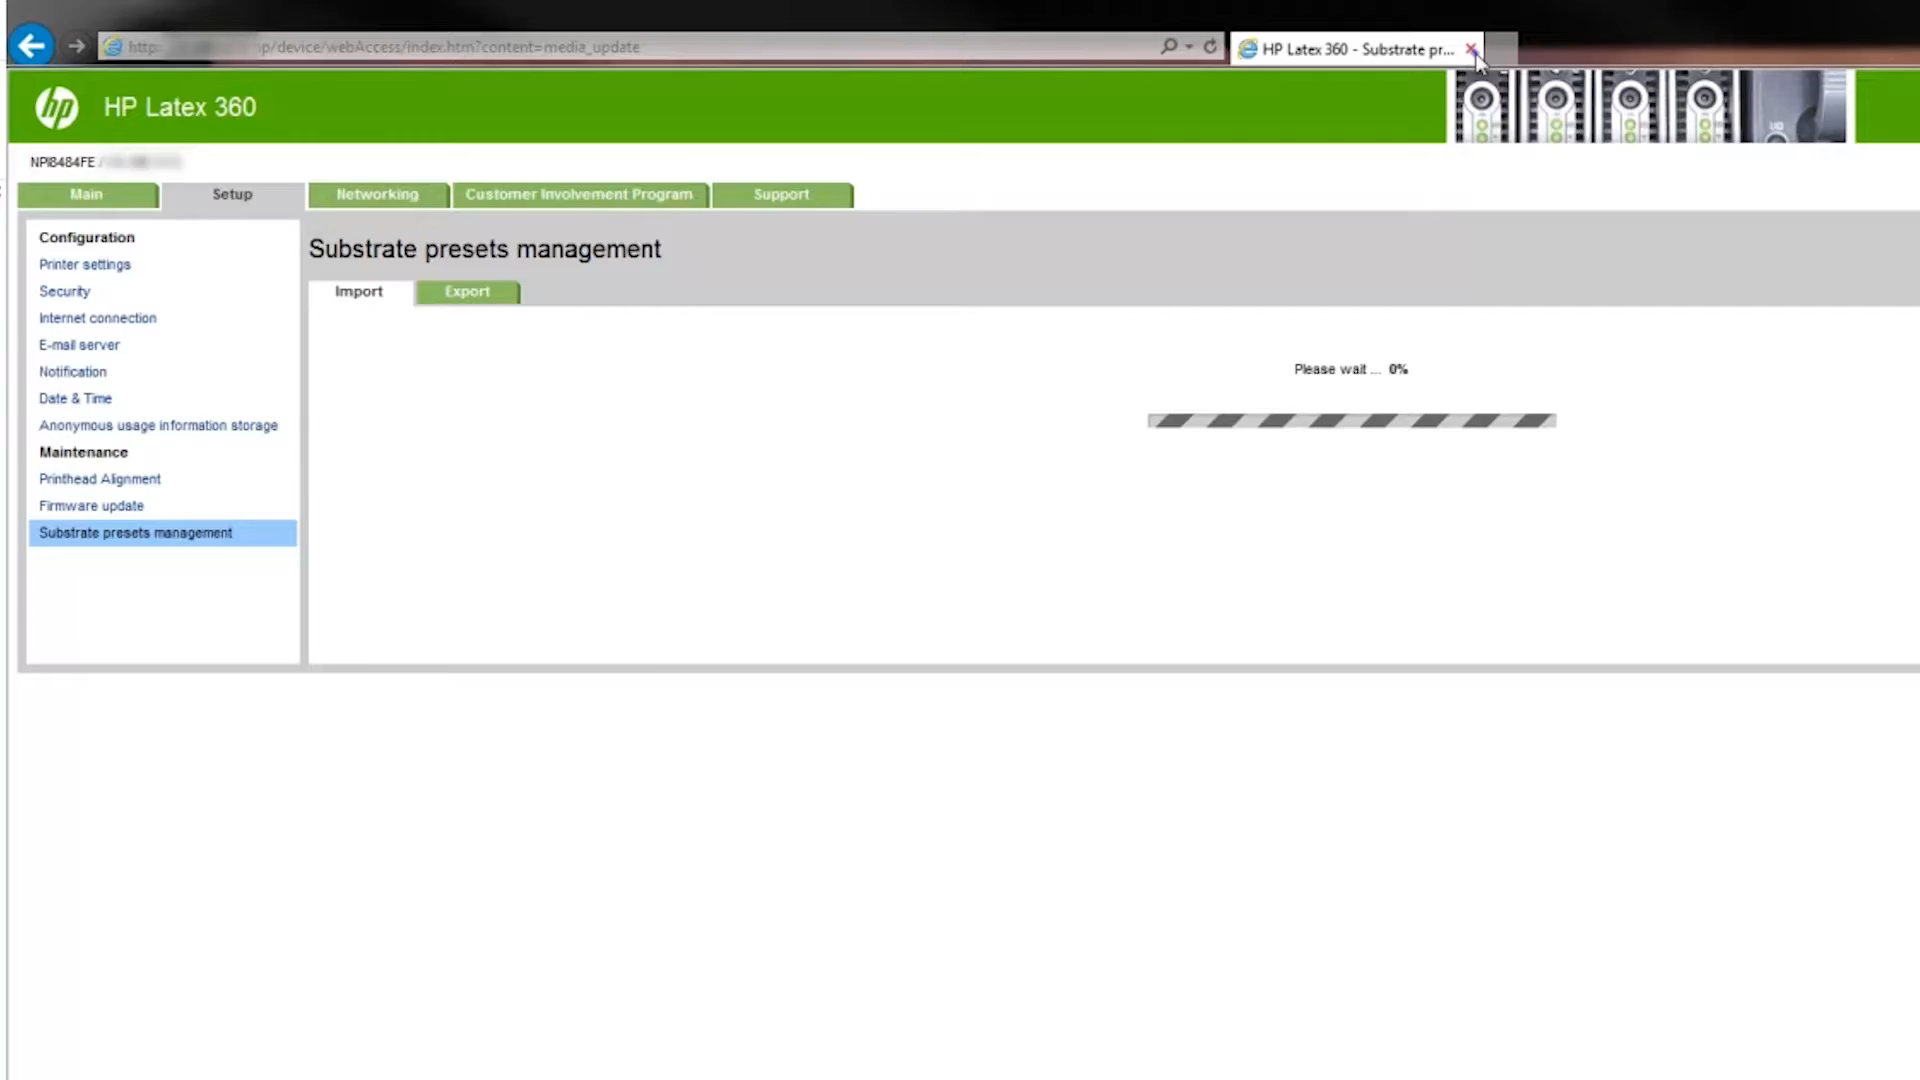 http:
p/device/webAccess/index.htm?content=media_update
HP Latex 360 - Substrate pr...
hp
HP Latex 360
NPI8484FE /
Main
Setup
Networking
Customer Involvement Program
Support
Configuration
Printer settings
Security
Internet connection
E-mail server
Notification
Date & Time
Anonymous usage information storage
Maintenance
Printhead Alignment
Firmware update
Substrate presets management
Substrate presets management
Import
Export
Please wait ... 0%